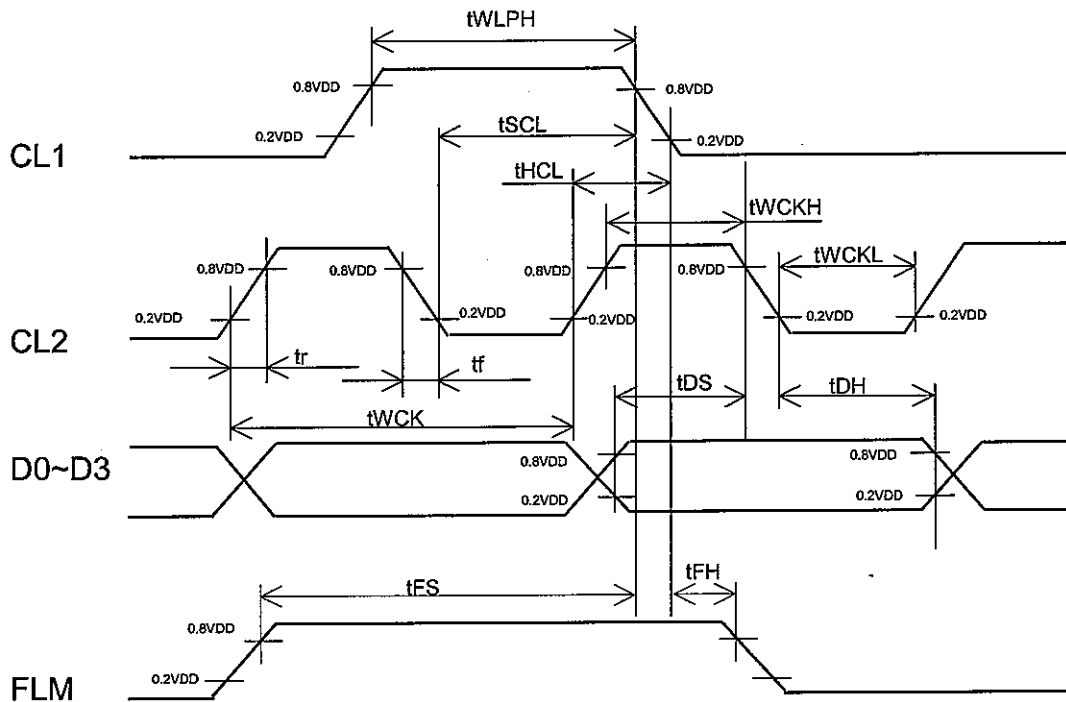 tWLPH
0.8VDD 0.8VDD
0.2VDD tSCL 0.2VDD
CL1
tHCL
tWCKH
0.8VDD 0.8VDD 0.8VDD 0.8VDD tWCKL
0.2VDD 0.2VDD 0.2VDD 0.2VDD 0.2VDD
CL2
tr tf
tDS tDH
tWCK
D0~D3 0.8VDD 0.8VDD
0.2VDD 0.2VDD
tFS tFH
0.8VDD
0.2VDD
FLM